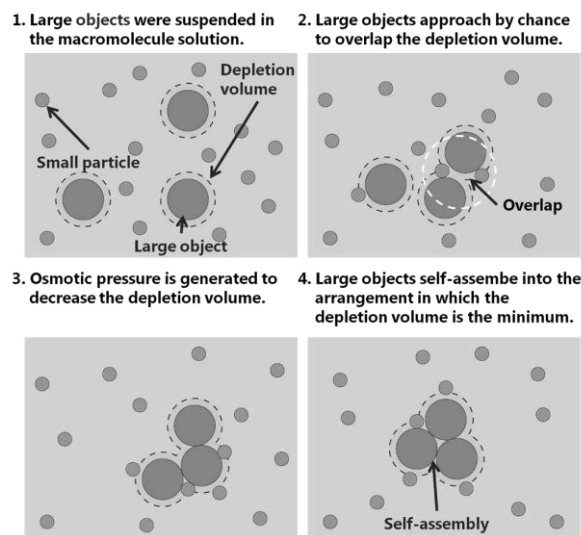 1. Large objects were suspended in
the macromolecule solution.
Depletion
volume
Small particle
Large object
2. Large objects approach by chance
to overlap the depletion volume.
Overlap
3. Osmotic pressure is generated to
decrease the depletion volume.
4. Large objects self-assembe into the
arrangement in which the
depletion volume is the minimum.
Self-assembly